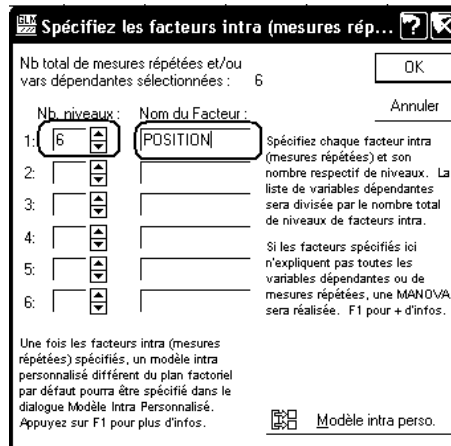 GLM Spécifiez les facteurs intra (mesures rép...
Nb total de mesures répétées et/ou
vars dépendantes sélectionnées : 6
OK
Annuler
Nb. niveaux : Nom du Facteur :
1: 6 POSITION
2:
3:
4:
5:
6:
Spécifiez chaque facteur intra
(mesures répétées) et son
nombre respectif de niveaux. La
liste de variables dépendantes
sera divisée par le nombre total
de niveaux de facteurs intra.
Si les facteurs spécifiés ici
n'expliquent pas toutes les
variables dépendantes ou de
mesures répétées, une MANOVA
sera réalisée. F1 pour + d'infos.
Une fois les facteurs intra (mesures
répétées) spécifiés, un modèle intra
personnalisé différent du plan factoriel
par défaut pourra être spécifié dans le
dialogue Modèle Intra Personnalisé.
Appuyez sur F1 pour plus d'infos.
Modèle intra perso.